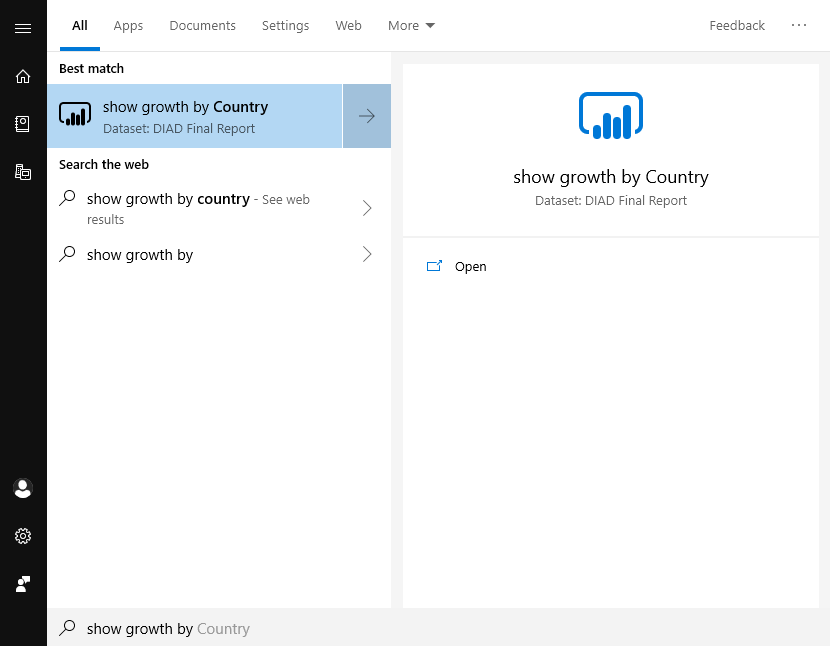 All Apps Documents Settings Web More Feedback ···
Best match
show growth by Country
Dataset: DIAD Final Report
Search the web
show growth by country - See web
results
show growth by
show growth by Country
Dataset: DIAD Final Report
Open
show growth by Country